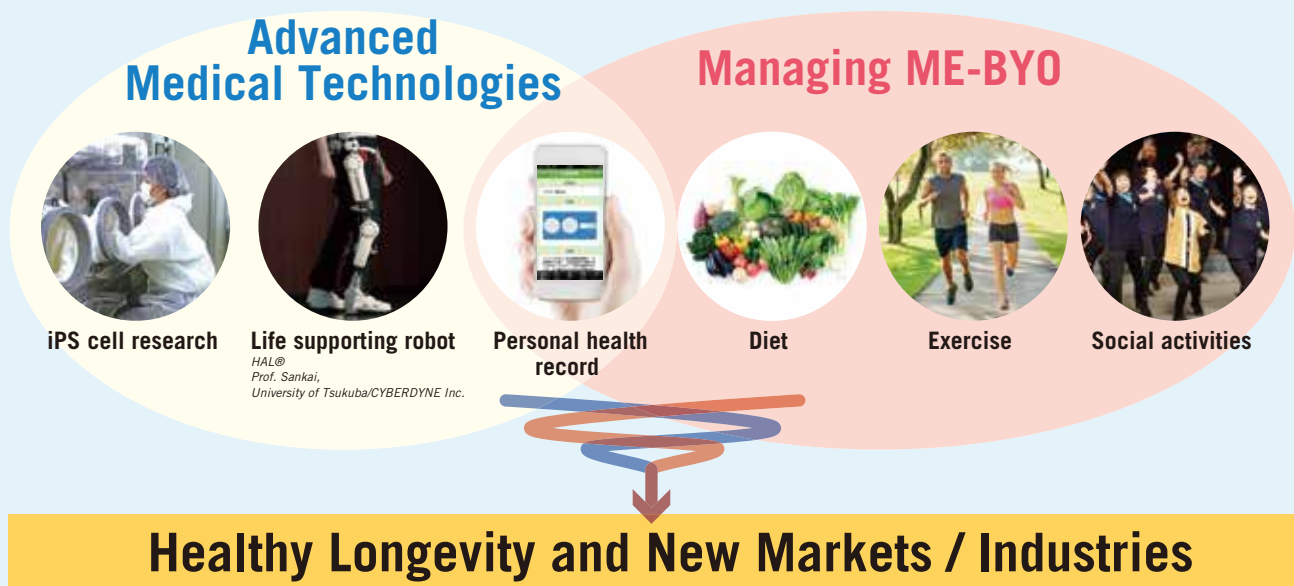 Advanced
Medical Technologies
Managing ME-BYO
iPS cell research
Life supporting robot
HAL®
Prof. Sankai,
University of Tsukuba/CYBERDYNE Inc.
Personal health
record
Diet
Exercise
Social activities
Healthy Longevity and New Markets / Industries